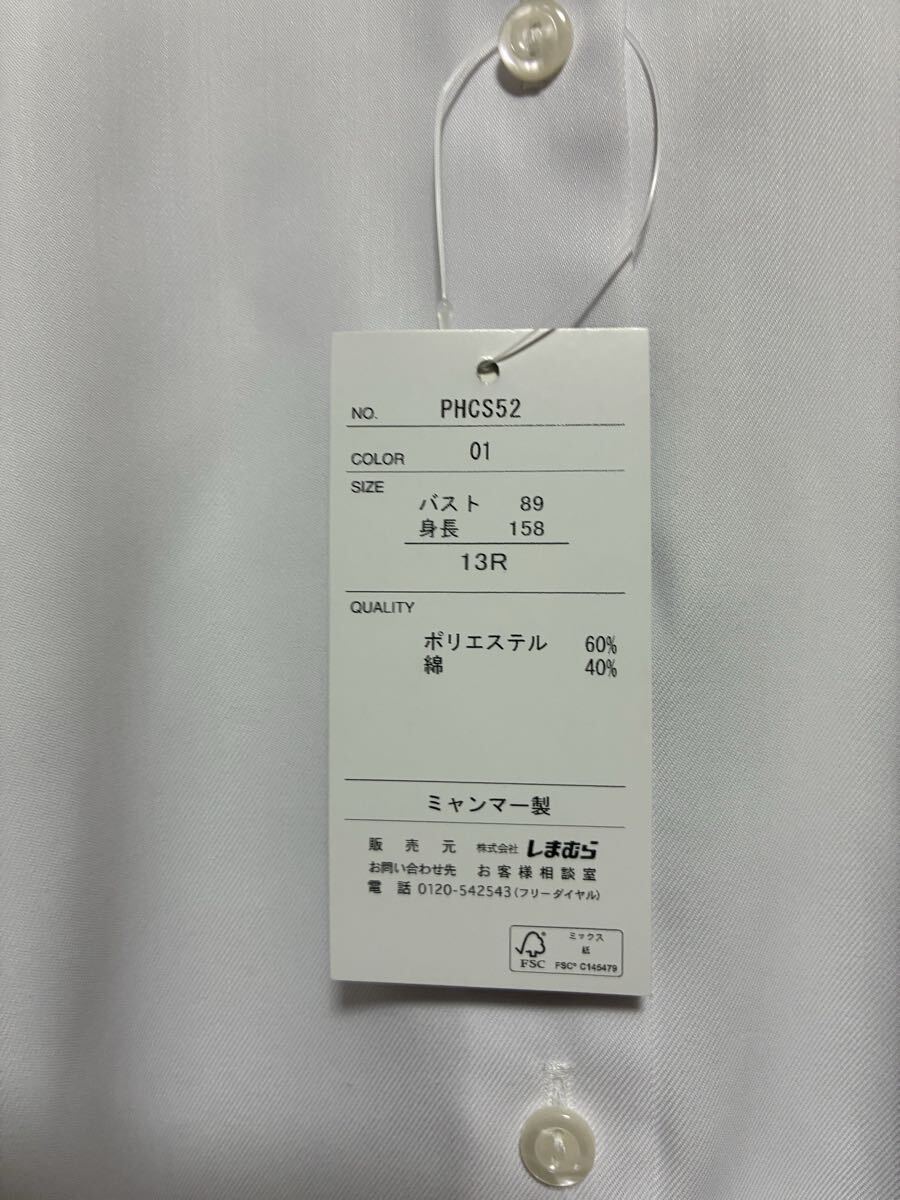 NO. PHCS52
COLOR 01
SIZE
バスト 89
身長 158
13R
QUALITY
ポリエステル 60%
綿 40%
ミャンマー製
販売元 株式会社 しまむら
お問い合わせ先 お客様相談室
電話 0120-542543(フリーダイヤル)
ミックス
紙
FSC FSC® C145479